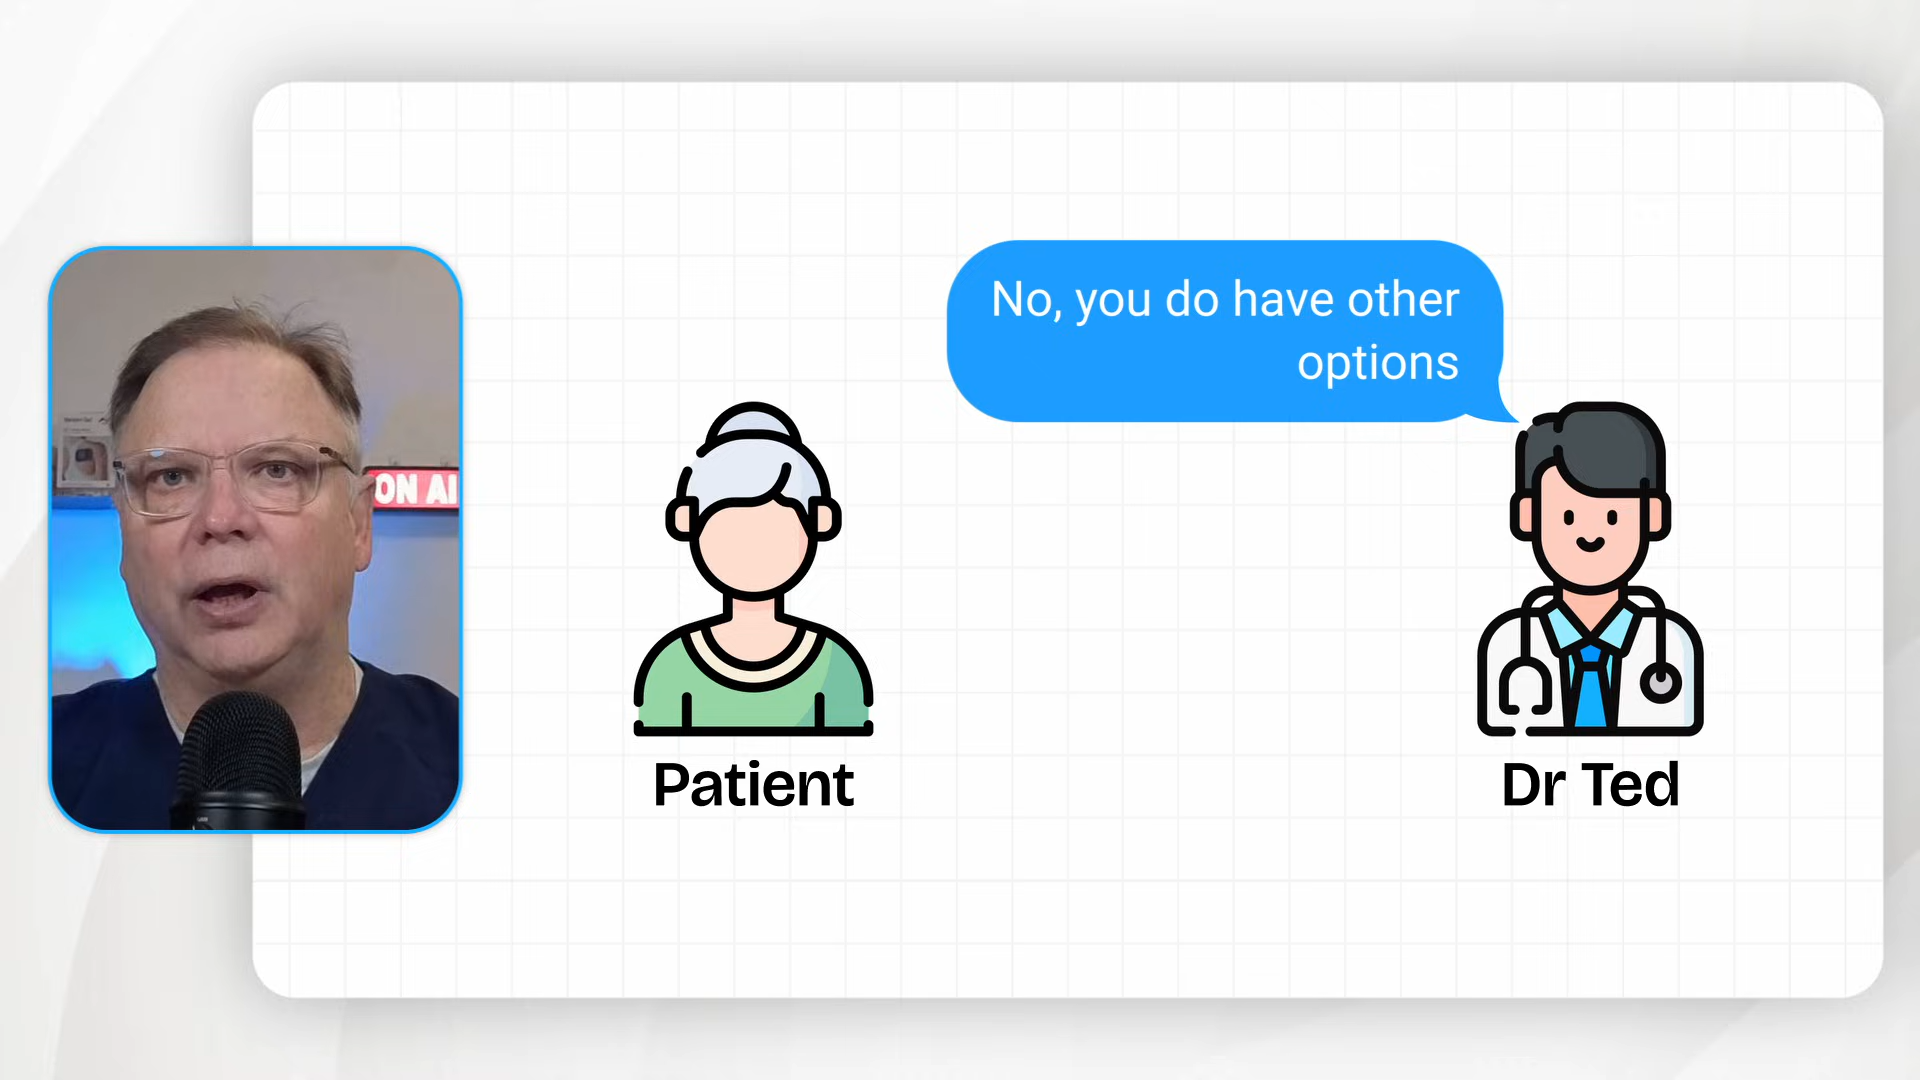 No, you do have other
options
ON AI
Patient
Dr Ted